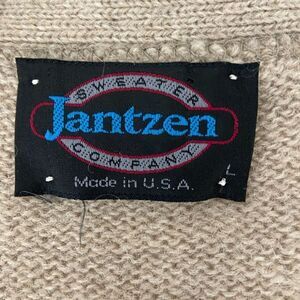 SWEATER
Jantzen
COMPANY
L
Made in U.S.A.